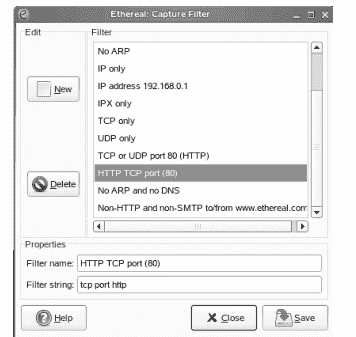 Ethereal: Capture Filter
Edit
Filter
New
Delete
No ARP
IP only
IP address 192.168.0.1
IPX only
TCP only
UDP only
TCP or UDP port 80 (HTTP)
HTTP TCP port (80)
No ARP and no DNS
Non-HTTP and non-SMTP to/from www.ethereal.com
Properties
Filter name: HTTP TCP port (80)
Filter string: tcp port http
Help
Close
Save